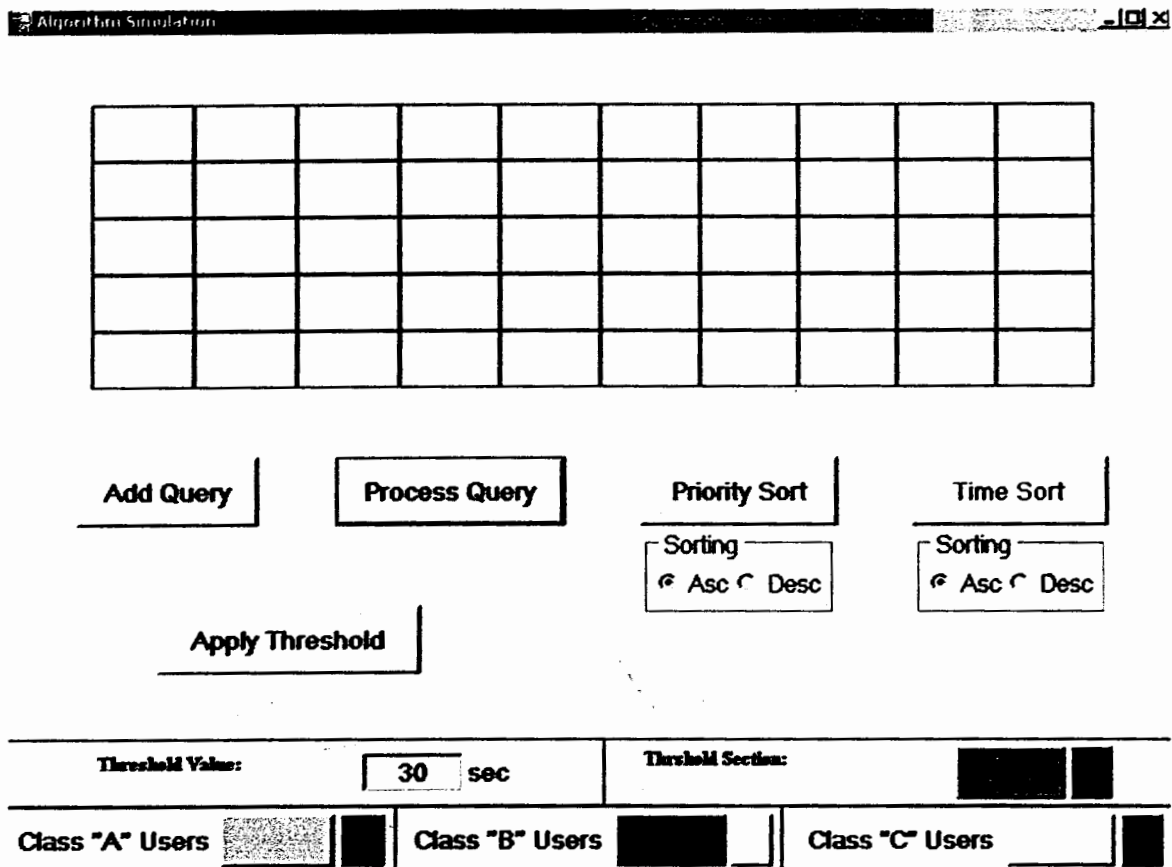 Algorithm Simulation
Add Query
Process Query
Priority Sort
Time Sort
Sorting
Asc Desc
Sorting
Asc Desc
Apply Threshold
Threshold Value: 30 sec
Thrshold Section:
Class "A" Users
Class "B" Users
Class "C" Users